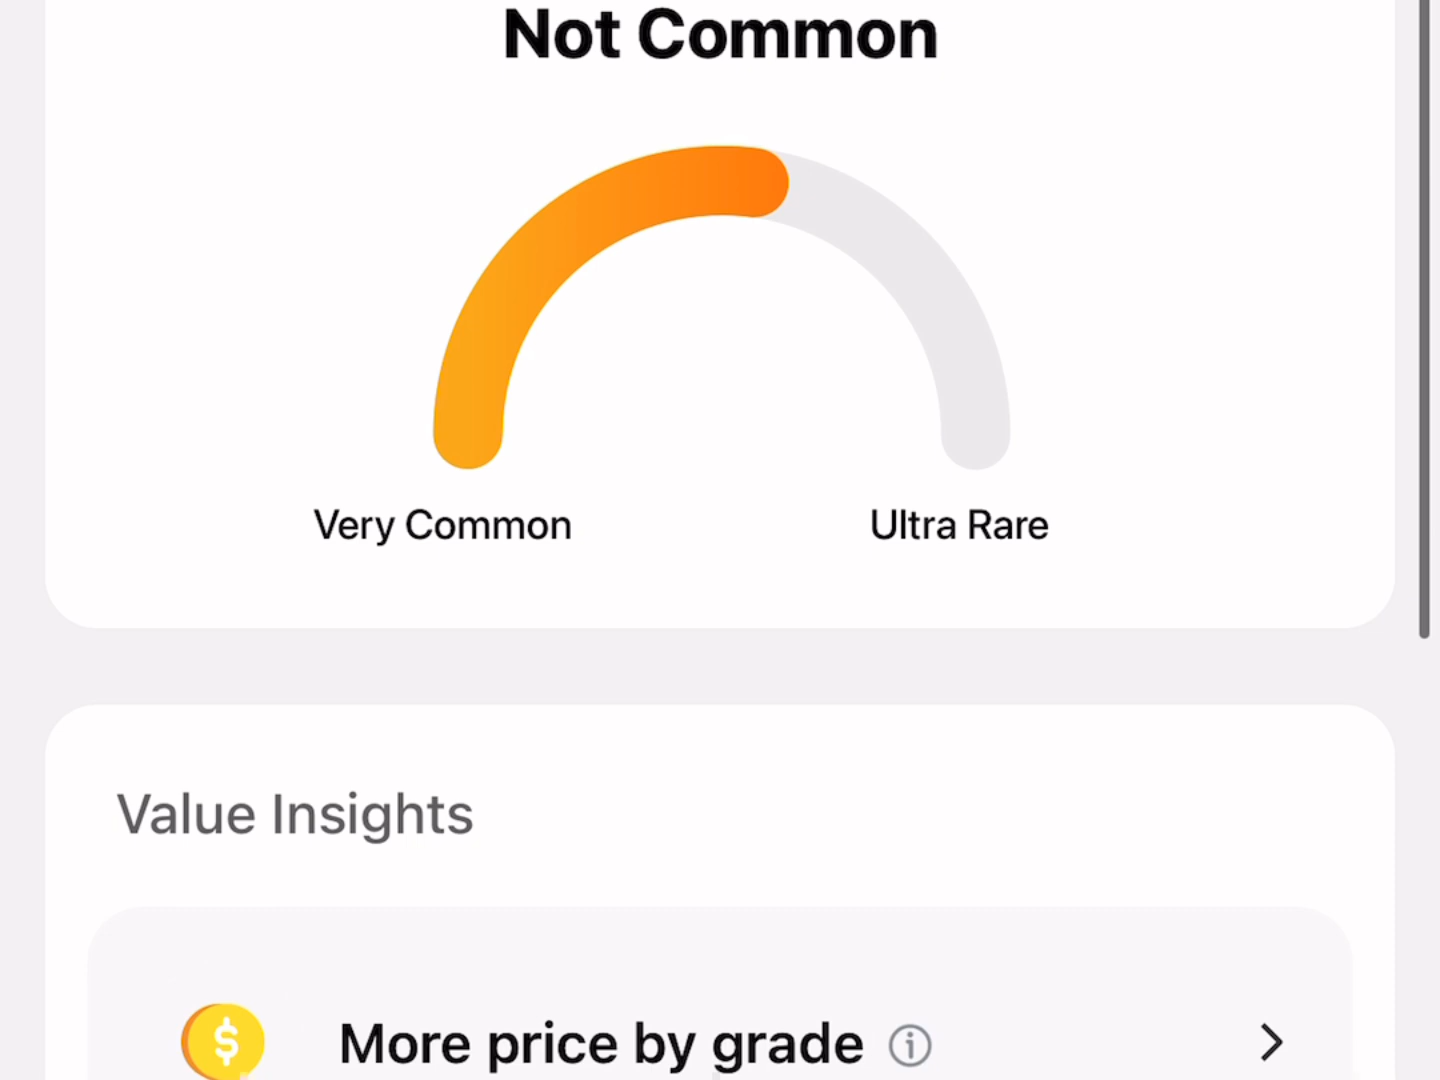 Not Common
Very Common
Ultra Rare
Value Insights
$ More price by grade i